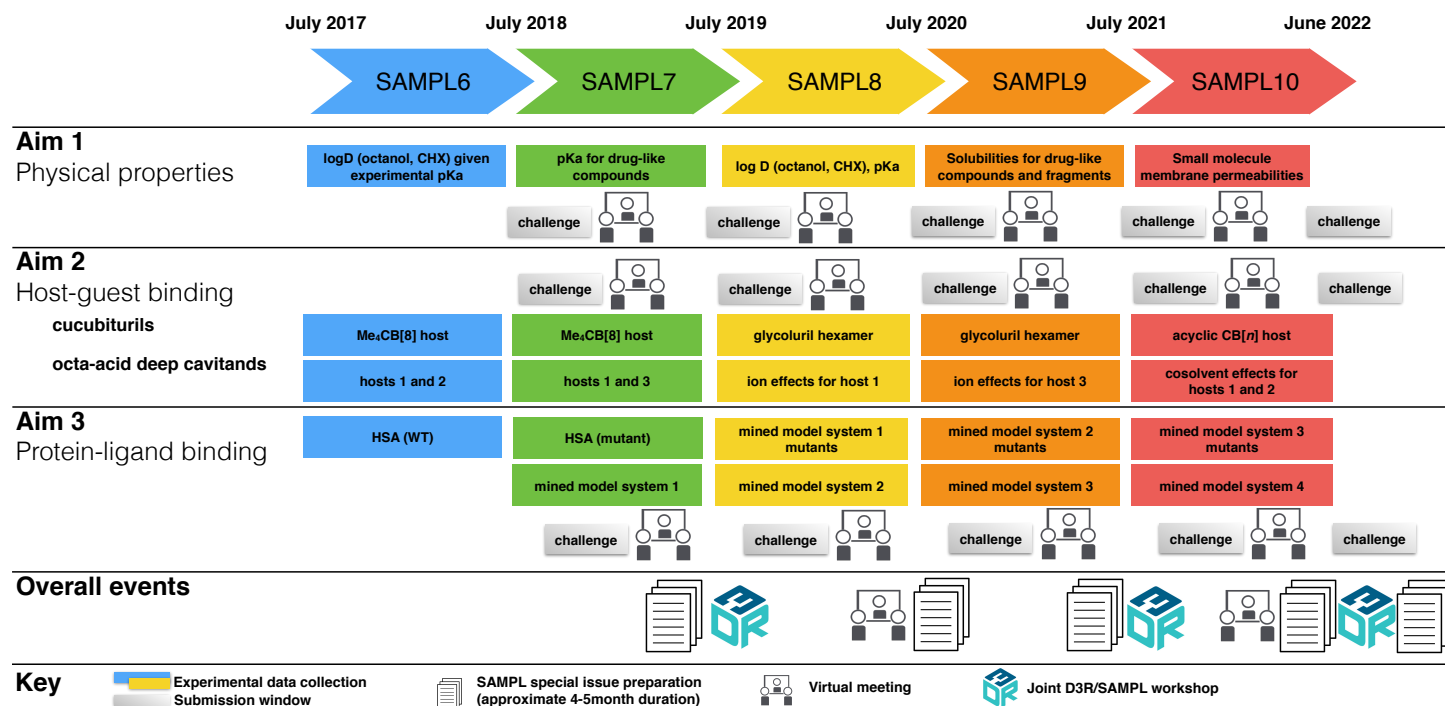 July 2017 July 2018 July 2019 July 2020 July 2021 June 2022
SAMPL6 SAMPL7 SAMPL8 SAMPL9 SAMPL10
Aim 1
Physical properties
logD (octanol, CHX) given
experimental pKa
pKa for drug-like
compounds
log D (octanol, CHX), pKa
Solubilities for drug-like
compounds and fragments
Small molecule
membrane permeabilities
challenge challenge challenge challenge challenge
Aim 2
Host-guest binding
challenge challenge challenge challenge challenge
cucubiturils
Me₄CB[8] host Me₄CB[8] host glycoluril hexamer glycoluril hexamer acyclic CB[n] host
octa-acid deep cavitands
hosts 1 and 2 hosts 1 and 3 ion effects for host 1 ion effects for host 3
cosolvent effects for
hosts 1 and 2
Aim 3
Protein-ligand binding
HSA (WT) HSA (mutant)
mined model system 1
mutants
mined model system 2
mutants
mined model system 3
mutants
mined model system 1 mined model system 2 mined model system 3 mined model system 4
challenge challenge challenge challenge challenge
Overall events
D3R D3R D3R
Key
Experimental data collection
Submission window
SAMPL special issue preparation
(approximate 4-5month duration)
Virtual meeting
D3R
Joint D3R/SAMPL workshop